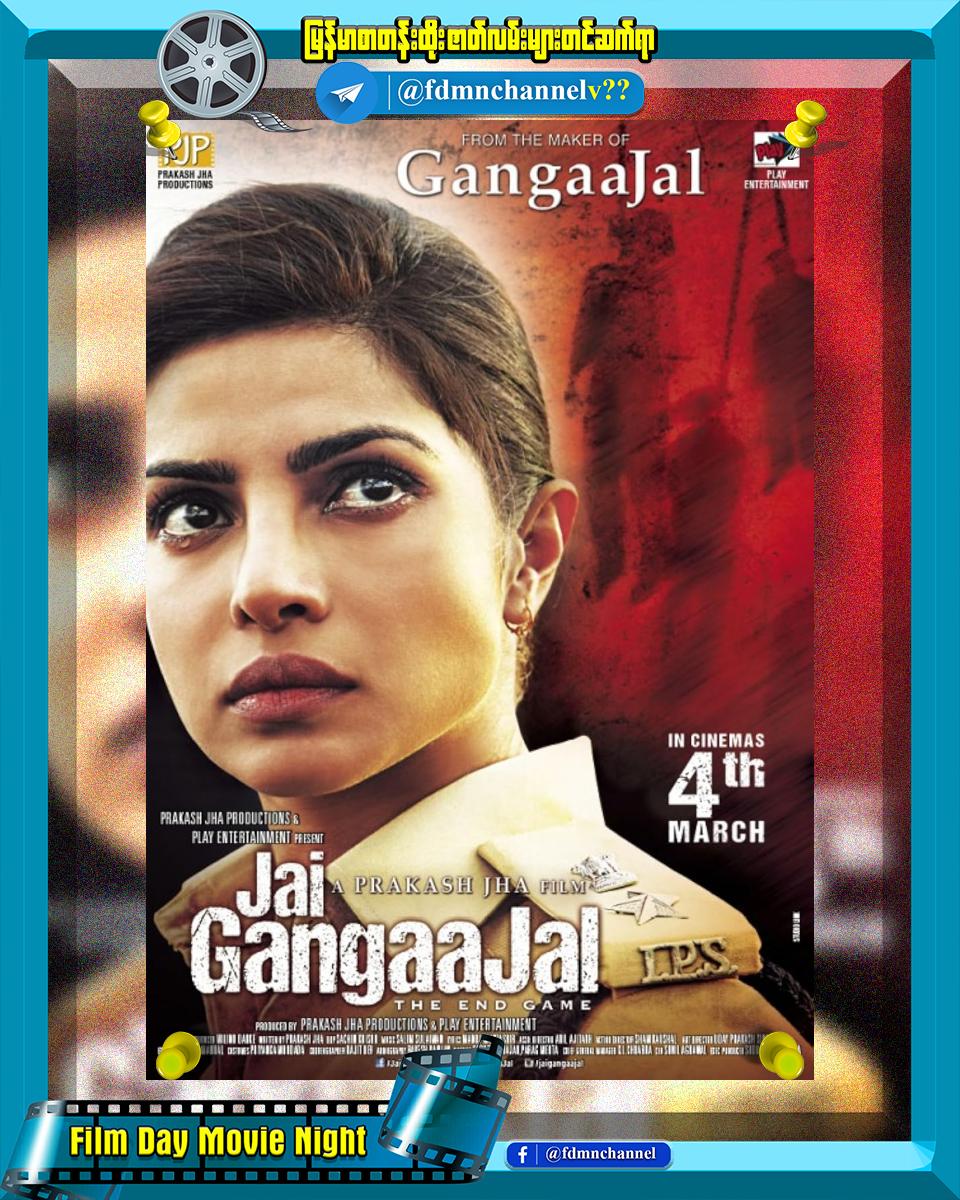 မြန်မာစာတန်းထိုးဇာတ်လမ်းများတင်ဆက်ရာ
@fdmnchannelv??
PJP
PRAKASH JHA
PRODUCTIONS
FROM THE MAKER OF
GangaaJal
PLAY
PLAY
ENTERTAINMENT
IN CINEMAS
4th
MARCH
PRAKASH JHA PRODUCTIONS &
PLAY ENTERTAINMENT PRESENT
A PRAKASH JHA FILM
Jai
GangaaJal
THE END GAME
I.P.S.
PRODUCED BY PRAKASH JHA PRODUCTIONS & PLAY ENTERTAINMENT
/jaigangaajal
Film Day Movie Night
f @fdmnchannel